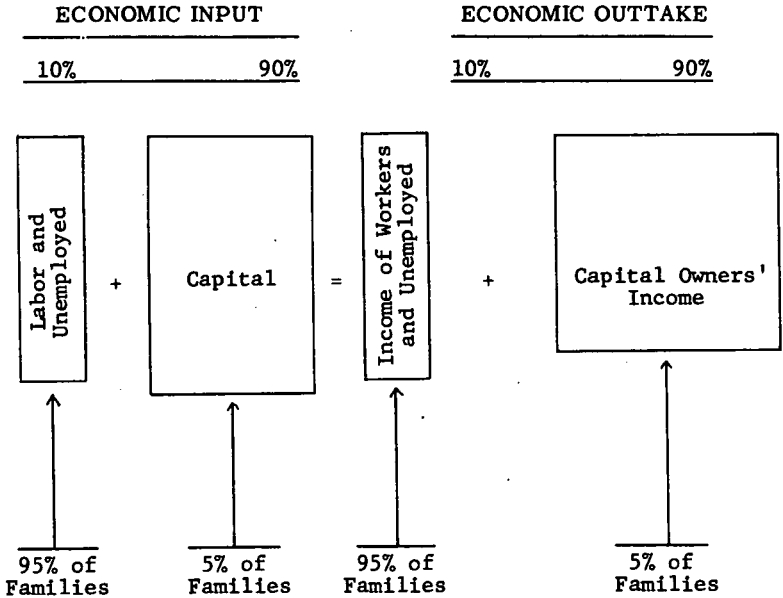 ECONOMIC INPUT
ECONOMIC OUTTAKE
10% 90%
10% 90%
Labor and
Unemployed
+
Capital
=
Income of Workers
and Unemployed
+
Capital Owners'
Income
95% of
Families
5% of
Families
95% of
Families
5% of
Families